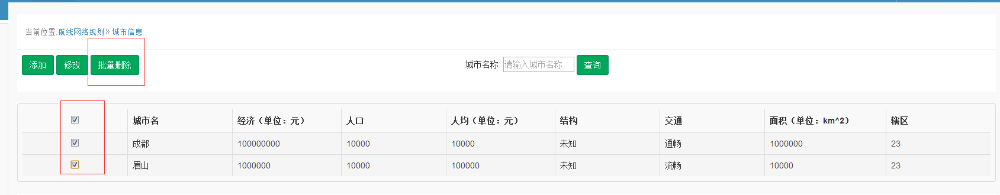 当前位置:航线网络规划» 城市信息
添加 修改 批量删除 城市名称: 请输入城市名称 查询
城市名 经济（单位：元） 人口 人均（单位：元） 结构 交通 面积（单位：km^2） 辖区
成都 100000000 10000 10000 未知 通畅 1000000 23
眉山 1000000 10000 100000 未知 流畅 10000 23